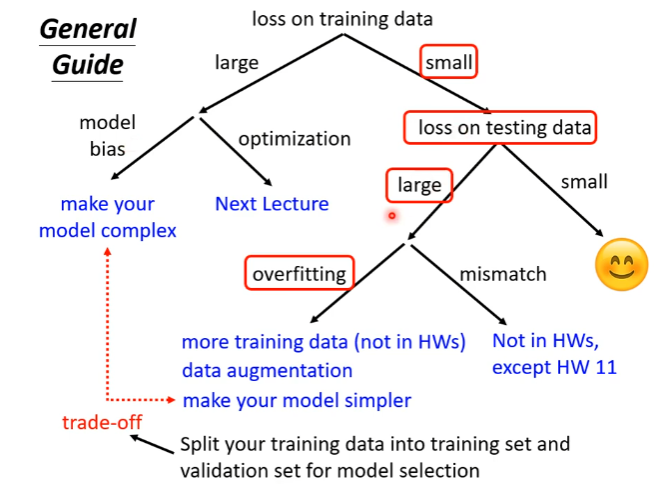 General
Guide
loss on training data
large
small
model
bias
optimization
loss on testing data
make your
model complex
Next Lecture
large
small
overfitting
mismatch
more training data (not in HWs)
data augmentation
make your model simpler
Not in HWs,
except HW 11
trade-off
Split your training data into training set and
validation set for model selection